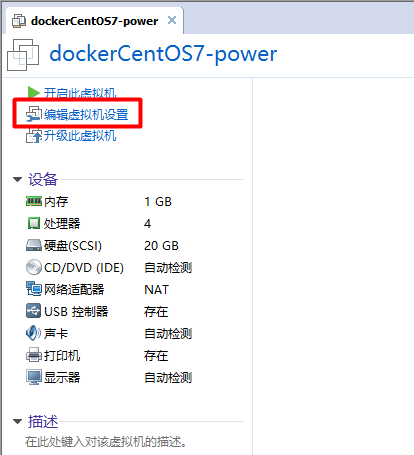 dockerCentOS7-power
dockerCentOS7-power
开启此虚拟机
编辑虚拟机设置
升级此虚拟机
设备
内存 1 GB
处理器 4
硬盘(SCSI) 20 GB
CD/DVD (IDE) 自动检测
网络适配器 NAT
USB 控制器 存在
声卡 自动检测
打印机 存在
显示器 自动检测
描述
在此处键入对该虚拟机的描述。